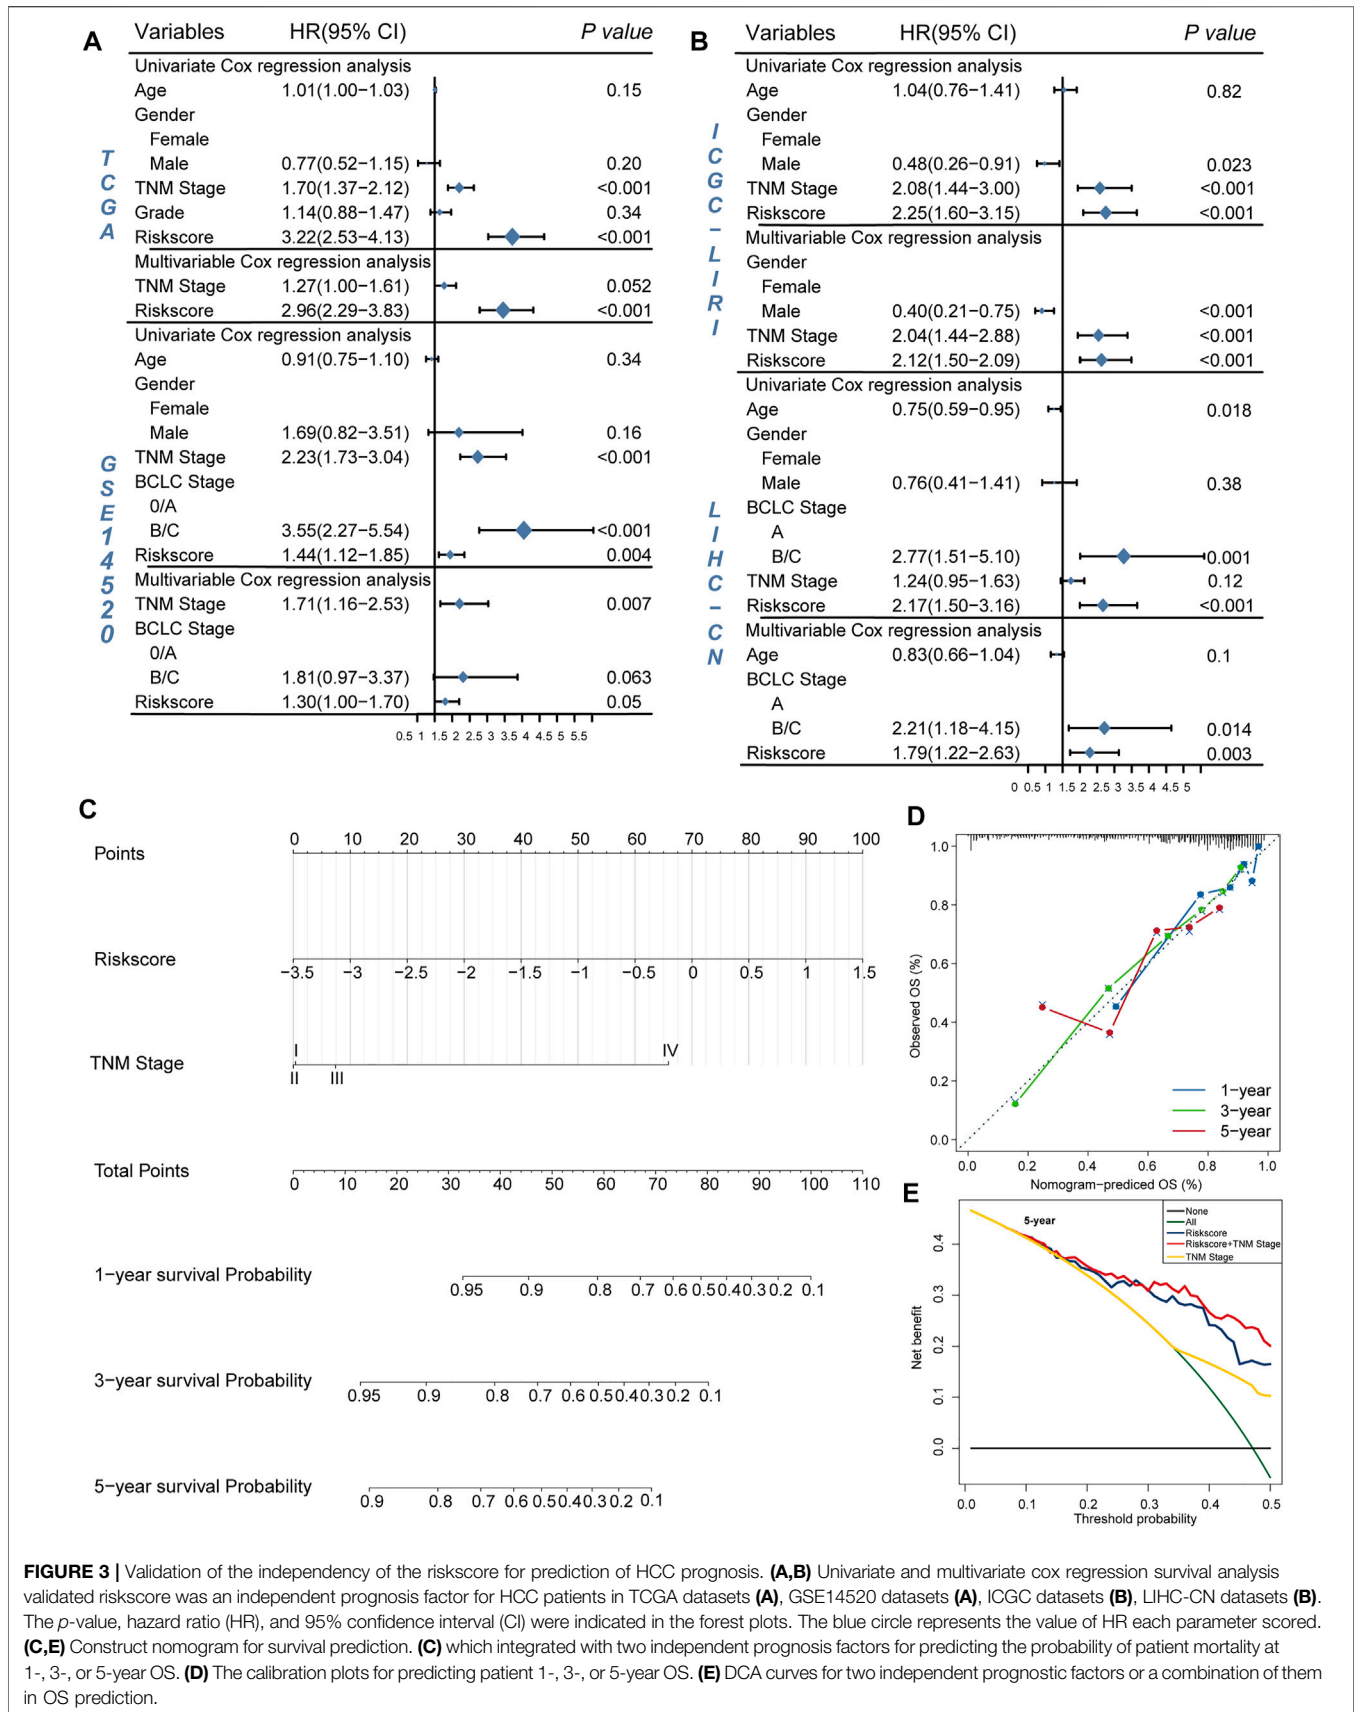 A
Variables HR(95% CI) P value
Univariate Cox regression analysis
Age 1.01(1.00−1.03) 0.15
Gender
Female
Male 0.77(0.52−1.15) 0.20
TNM Stage 1.70(1.37−2.12) <0.001
Grade 1.14(0.88−1.47) 0.34
Riskscore 3.22(2.53−4.13) <0.001
Multivariable Cox regression analysis
TNM Stage 1.27(1.00−1.61) 0.052
Riskscore 2.96(2.29−3.83) <0.001
TCGA
Univariate Cox regression analysis
Age 0.91(0.75−1.10) 0.34
Gender
Female
Male 1.69(0.82−3.51) 0.16
TNM Stage 2.23(1.73−3.04) <0.001
BCLC Stage
0/A
B/C 3.55(2.27−5.54) <0.001
Riskscore 1.44(1.12−1.85) 0.004
Multivariable Cox regression analysis
TNM Stage 1.71(1.16−2.53) 0.007
BCLC Stage
0/A
B/C 1.81(0.97−3.37) 0.063
Riskscore 1.30(1.00−1.70) 0.05
GSE14520
0.5 1 1.5 2 2.5 3 3.5 4 4.5 5 5.5
B
Variables HR(95% CI) P value
Univariate Cox regression analysis
Age 1.04(0.76−1.41) 0.82
Gender
Female
Male 0.48(0.26−0.91) 0.023
TNM Stage 2.08(1.44−3.00) <0.001
Riskscore 2.25(1.60−3.15) <0.001
Multivariable Cox regression analysis
Gender
Female
Male 0.40(0.21−0.75) <0.001
TNM Stage 2.04(1.44−2.88) <0.001
Riskscore 2.12(1.50−2.09) <0.001
ICGC−LIRI
Univariate Cox regression analysis
Age 0.75(0.59−0.95) 0.018
Gender
Female
Male 0.76(0.41−1.41) 0.38
BCLC Stage
A
B/C 2.77(1.51−5.10) 0.001
TNM Stage 1.24(0.95−1.63) 0.12
Riskscore 2.17(1.50−3.16) <0.001
Multivariable Cox regression analysis
Age 0.83(0.66−1.04) 0.1
BCLC Stage
A
B/C 2.21(1.18−4.15) 0.014
Riskscore 1.79(1.22−2.63) 0.003
LIHC−CN
0 0.5 1 1.5 2 2.5 3 3.5 4 4.5 5
C
0 10 20 30 40 50 60 70 80 90 100
Points
Riskscore
−3.5 −3 −2.5 −2 −1.5 −1 −0.5 0 0.5 1 1.5
I IV
TNM Stage
II III
Total Points
0 10 20 30 40 50 60 70 80 90 100 110
1−year survival Probability
0.95 0.9 0.8 0.7 0.6 0.5 0.4 0.3 0.2 0.1
3−year survival Probability
0.95 0.9 0.8 0.7 0.6 0.5 0.4 0.3 0.2 0.1
5−year survival Probability
0.9 0.8 0.7 0.6 0.5 0.4 0.3 0.2 0.1
D
1.0
0.8
0.6
0.4
0.2
0.0
Observed OS (%)
1−year
3−year
5−year
0.0 0.2 0.4 0.6 0.8 1.0
Nomogram−prediced OS (%)
E
5-year
None
All
Riskscore
Riskscore+TNM Stage
TNM Stage
0.4
0.3
0.2
0.1
0.0
Net benefit
0.0 0.1 0.2 0.3 0.4 0.5
Threshold probability
FIGURE 3 | Validation of the independency of the riskscore for prediction of HCC prognosis. (A,B) Univariate and multivariate cox regression survival analysis
validated riskscore was an independent prognosis factor for HCC patients in TCGA datasets (A), GSE14520 datasets (A), ICGC datasets (B), LIHC-CN datasets (B).
The p-value, hazard ratio (HR), and 95% confidence interval (CI) were indicated in the forest plots. The blue circle represents the value of HR each parameter scored.
(C,E) Construct nomogram for survival prediction. (C) which integrated with two independent prognosis factors for predicting the probability of patient mortality at
1-, 3-, or 5-year OS. (D) The calibration plots for predicting patient 1-, 3-, or 5-year OS. (E) DCA curves for two independent prognostic factors or a combination of them
in OS prediction.